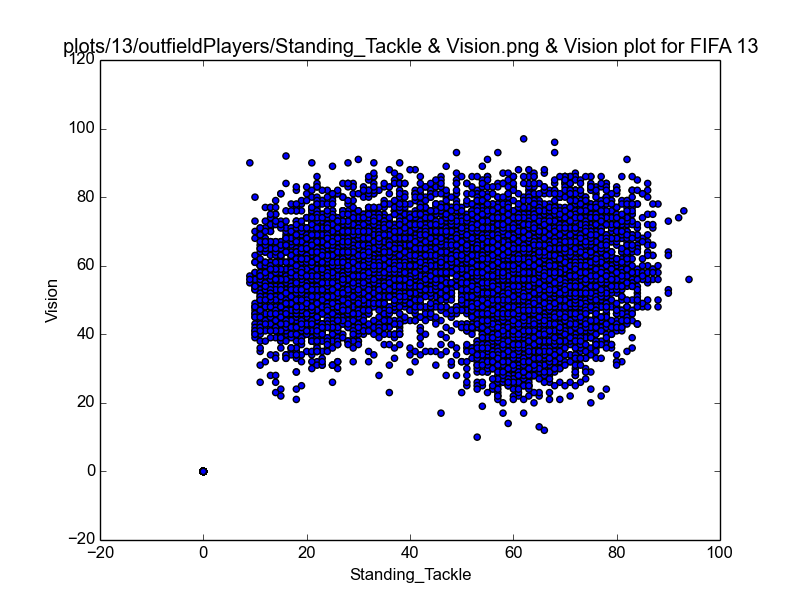 plots/13/outfieldPlayers/Standing_Tackle & Vision.png & Vision plot for FIFA 13
120
100
80
60
40
20
0
−20
−20 0 20 40 60 80 100
Vision
Standing_Tackle